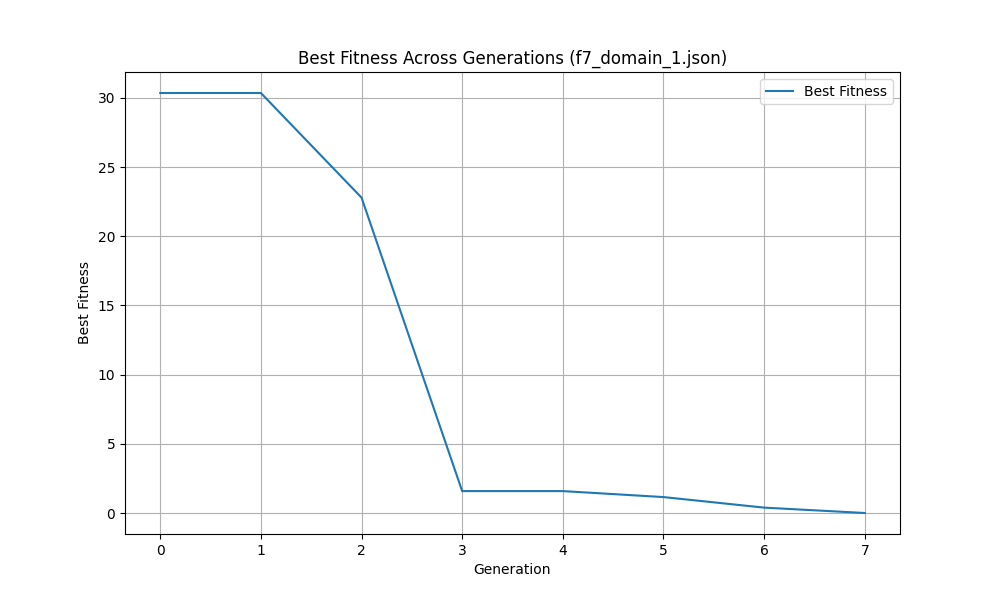 Best Fitness Across Generations (f7_domain_1.json)
Best Fitness
30
25
20
15
10
5
0
Best Fitness
0 1 2 3 4 5 6 7
Generation